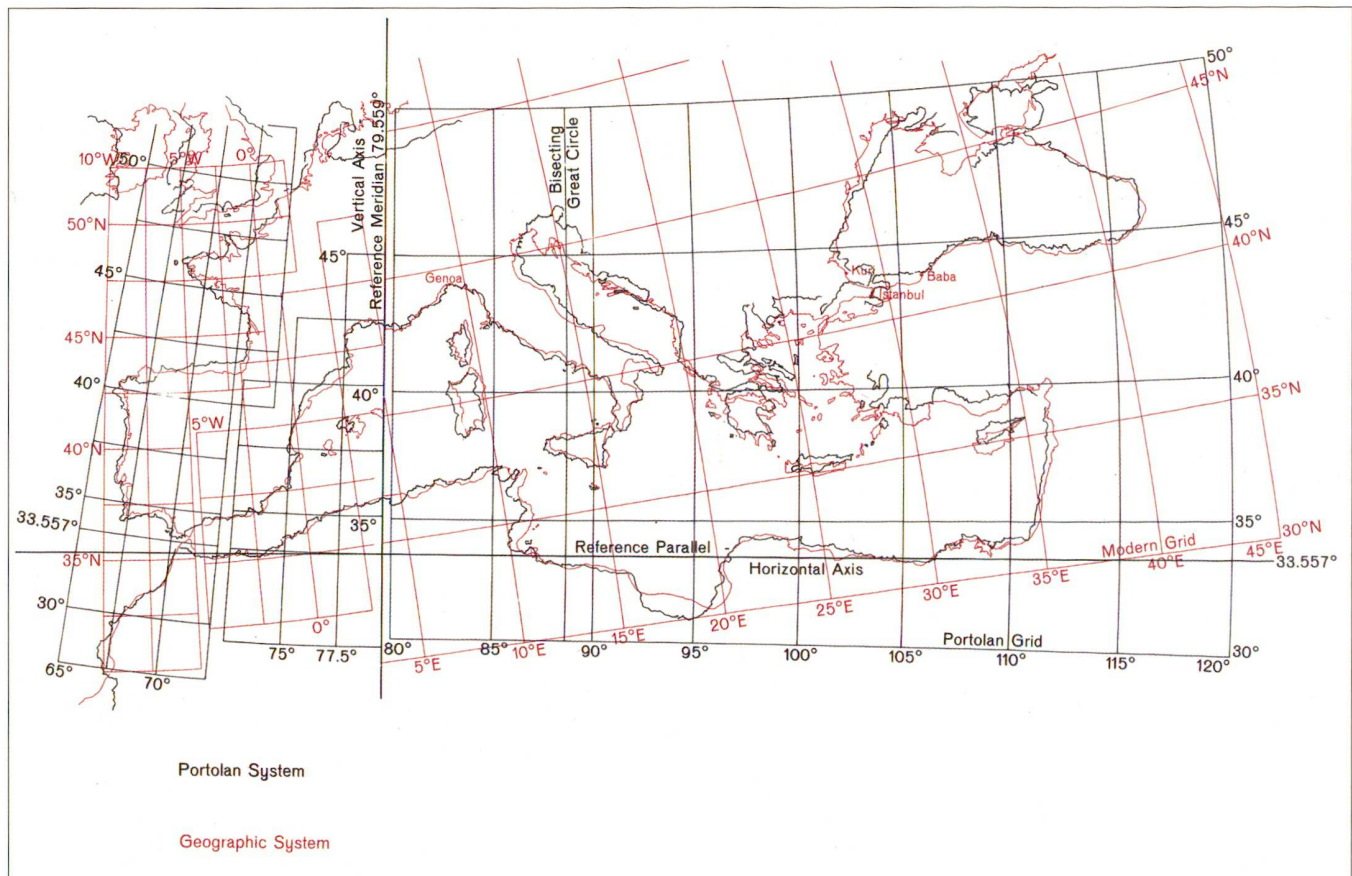 50°
45°N
10°W
50°
5°W
0°
Vertical Axis
Reference Meridian 79.559°
Bisecting
Great Circle
50°N
45°
45°
45°
40°N
Genoa
Kur
Baba
Istanbul
45°N
40°
40°
40°
35°N
5°W
40°N
35°
33.557°
35°
35°
30°N
Reference Parallel
Modern Grid
45°E
35°N
Horizontal Axis
40°E
33.557°
35°E
30°E
30°
25°E
20°E
0°
15°E
Portolan Grid
75°
77.5°
80°
85°
10°E
90°
95°
100°
105°
110°
115°
120°
30°
65°
70°
5°E
Portolan System
Geographic System